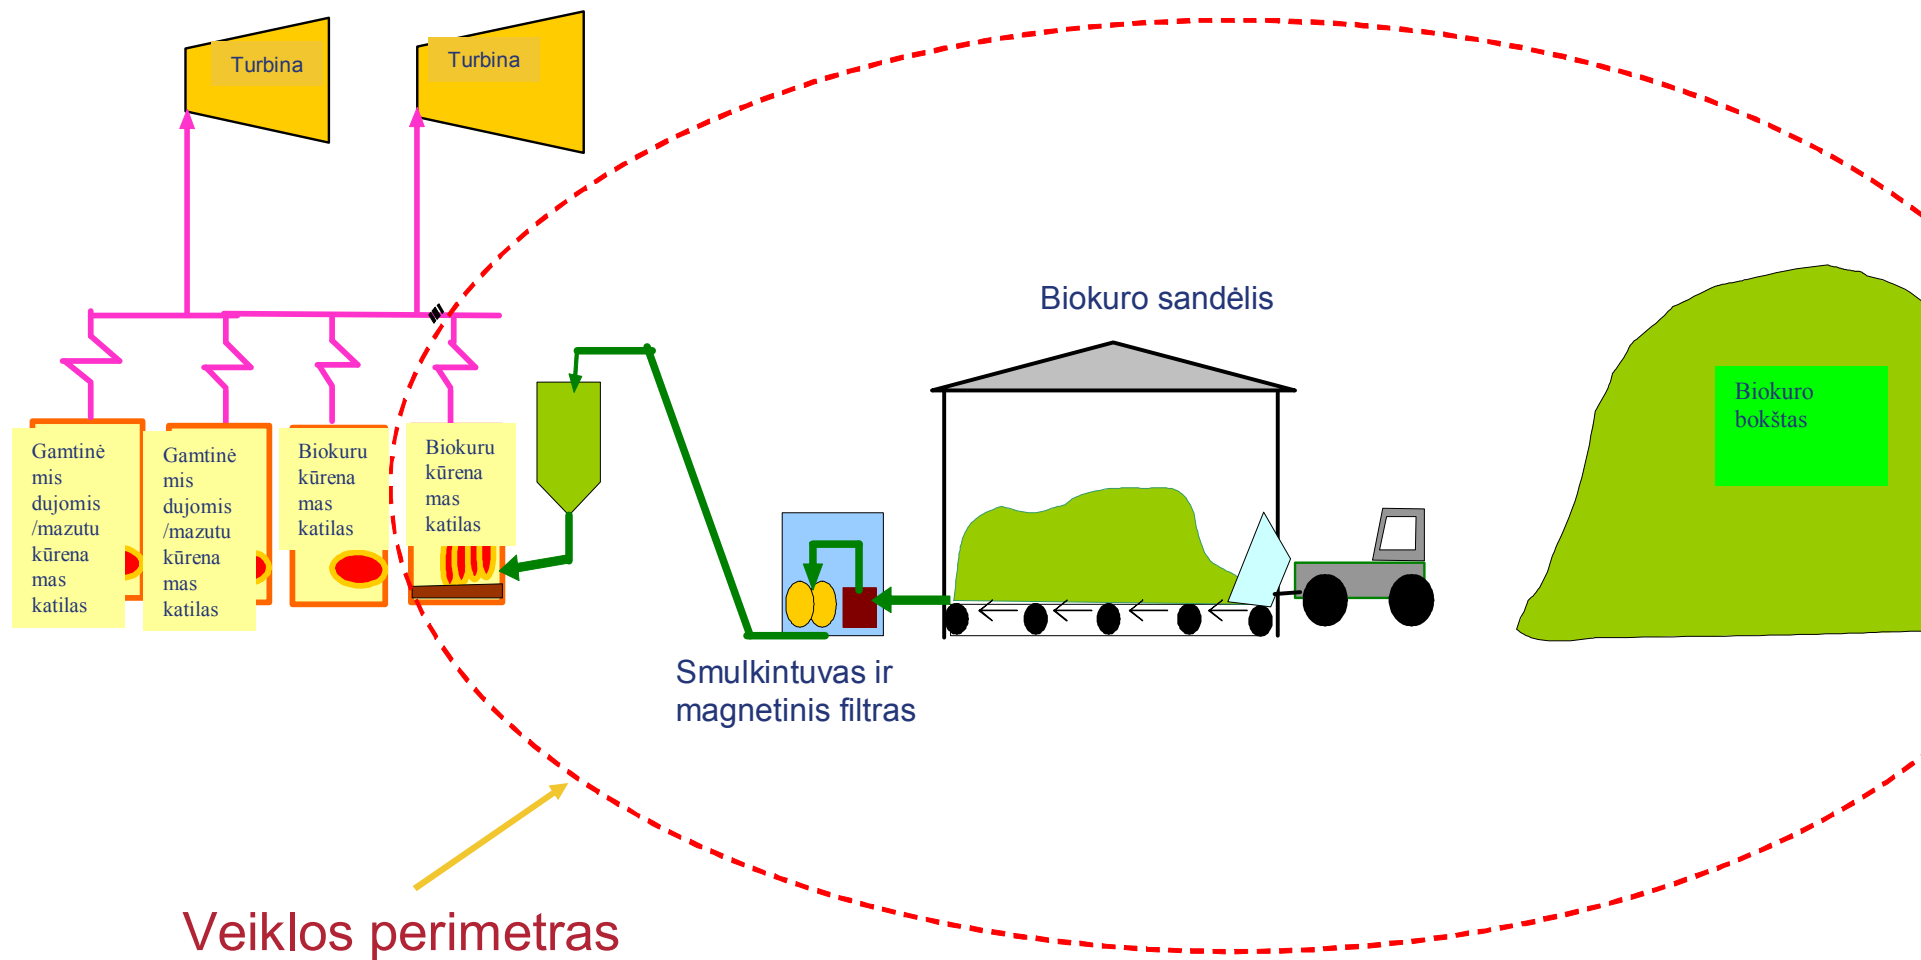 Turbina
Turbina
Biokuro sandėlis
Biokuro
bokštas
Gamtinė
mis
dujomis
/mazutu
kūrena
mas
katilas
Gamtinė
mis
dujomis
/mazutu
kūrena
mas
katilas
Biokuru
kūrena
mas
katilas
Biokuru
kūrena
mas
katilas
Smulkintuvas ir
magnetinis filtras
Veiklos perimetras